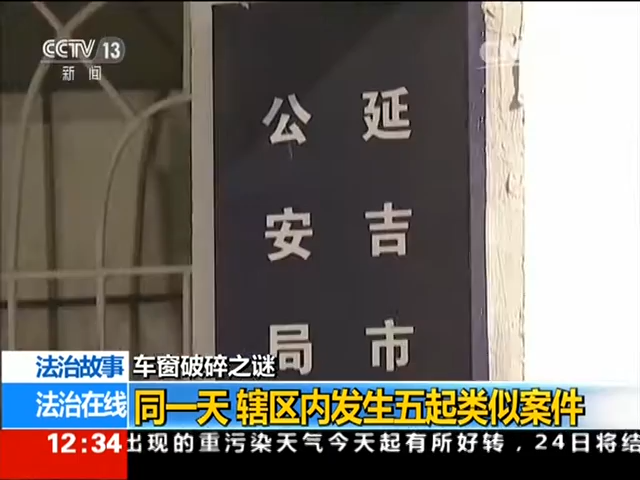 CCTV 13
新闻
延吉市
公安局
法治故事 车窗破碎之谜
法治在线 同一天 辖区内发生五起类似案件
12:34 出现的重污染天气今天起有所好转，24日将结